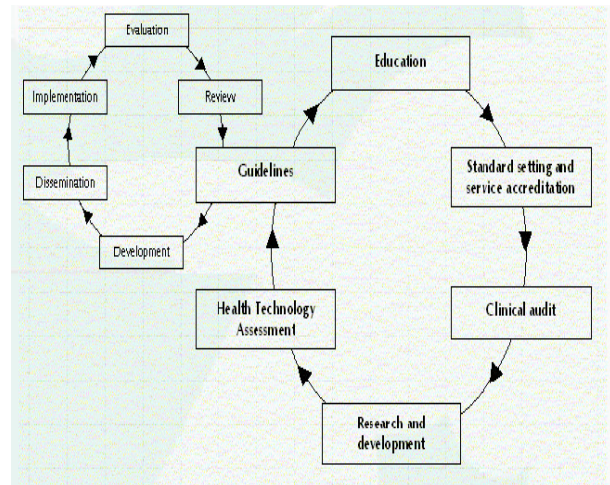 Evaluation
Education
Implementation
Review
Guidelines
Standard setting and
service accreditation
Dissemination
Development
Health Technology
Assessment
Clinical audit
Research and
development